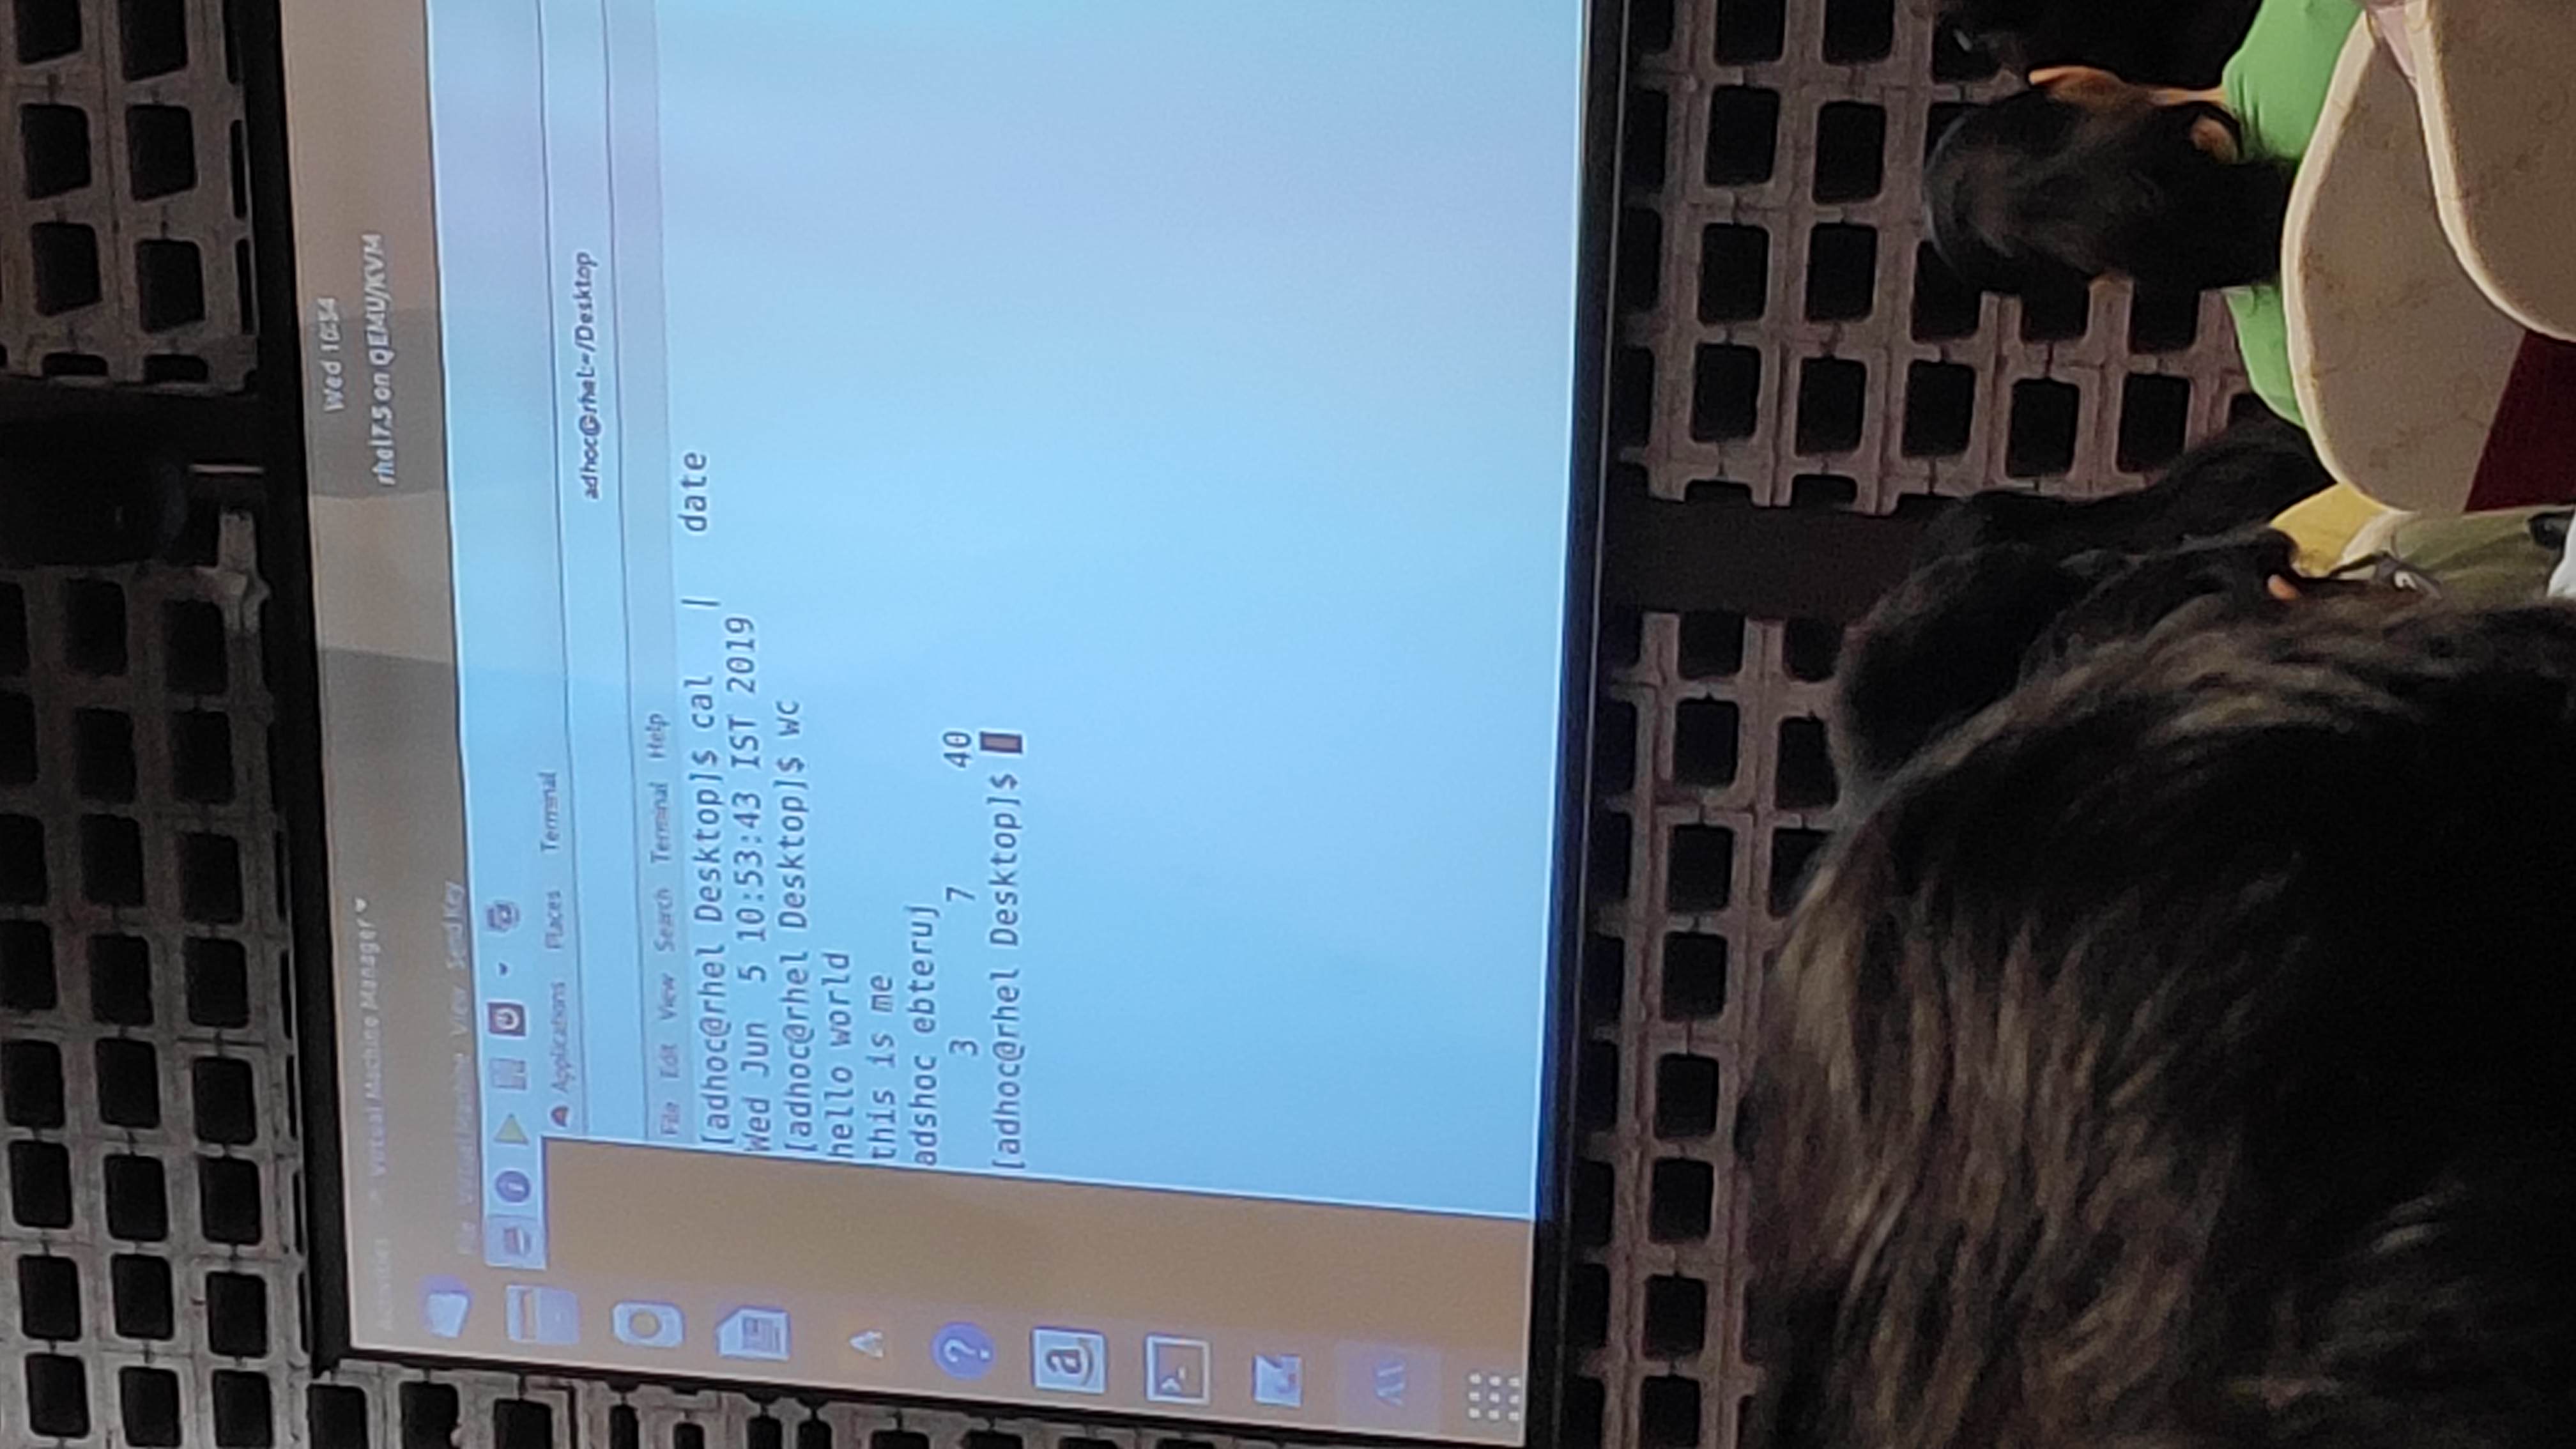 Wed 10:54
Activities Virtual Machine Manager
rhel7.5 on QEMU/KVM
File Virtual Machine View Send Key
Applications Places Terminal
adhoc@rhel:~/Desktop
File Edit View Search Terminal Help
[adhoc@rhel Desktop]$ cal | date
Wed Jun 5 10:53:43 IST 2019
[adhoc@rhel Desktop]$ wc
hello world
this is me
adshoc ebteruj
3 7 40
[adhoc@rhel Desktop]$
a